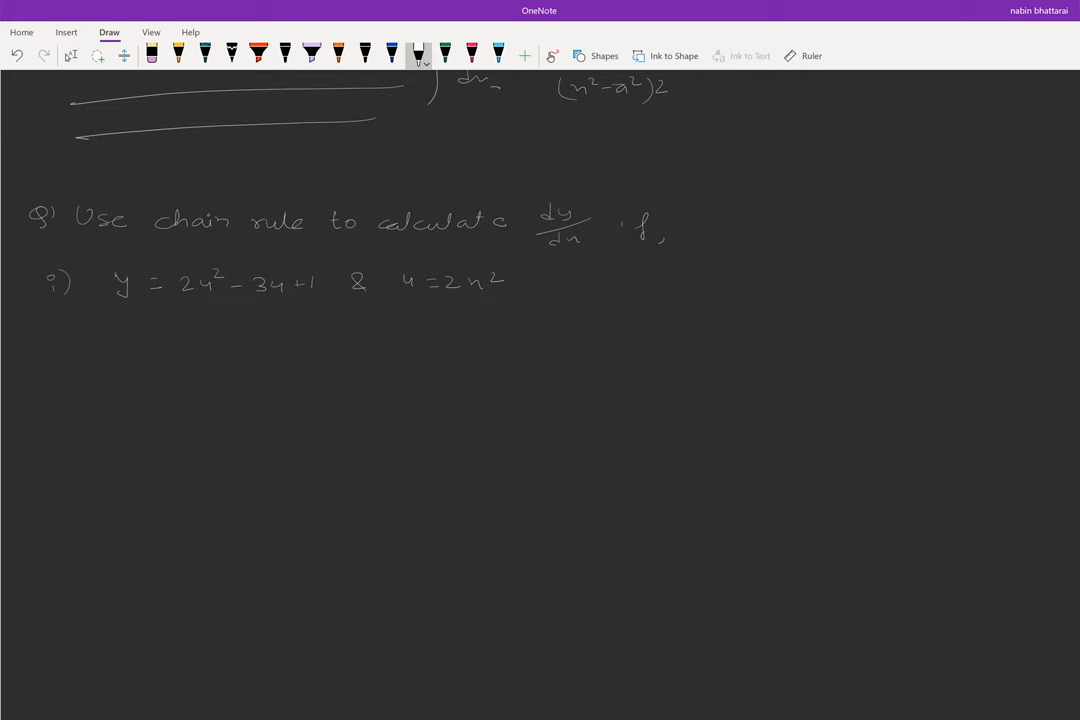 OneNote
nabin bhattarai
Home Insert Draw View Help
Shapes Ink to Shape Ink to Text Ruler
) dx (x²-a²)2
Q) Use chain rule to calculate dy/dx if,
i) y = 2u² - 3u + 1 & u = 2x²